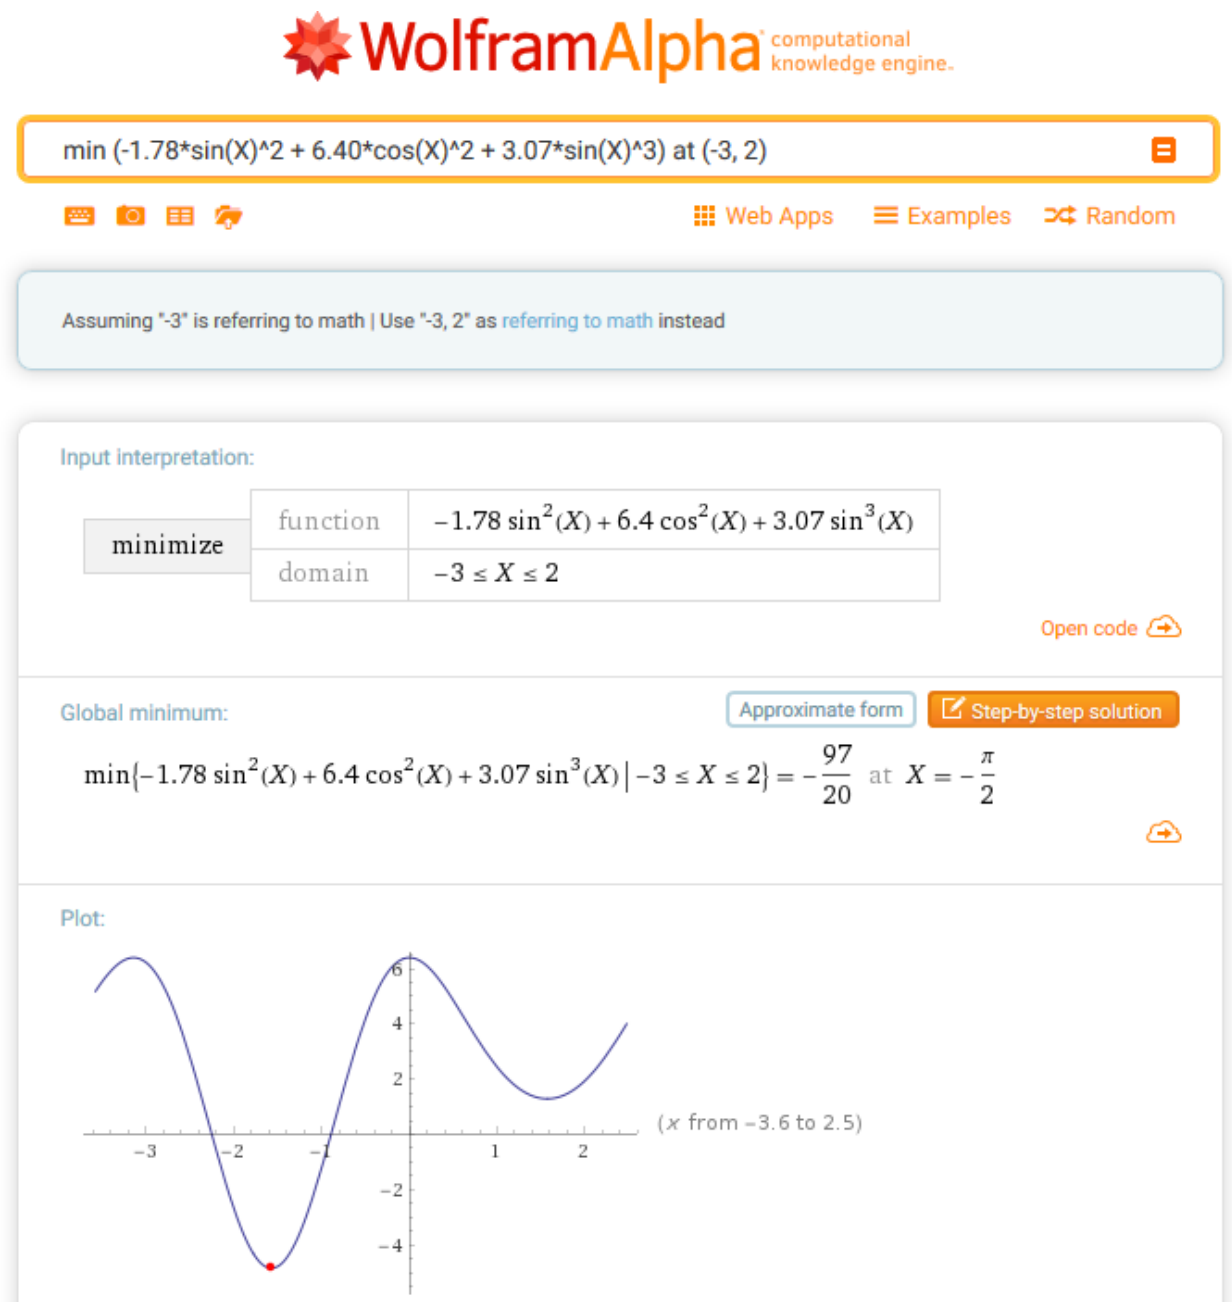 WolframAlpha computational knowledge engine.
min (-1.78*sin(X)^2 + 6.40*cos(X)^2 + 3.07*sin(X)^3) at (-3, 2)
Web Apps Examples Random
Assuming "-3" is referring to math | Use "-3, 2" as referring to math instead
Input interpretation:
minimize
function −1.78 sin²(X) + 6.4 cos²(X) + 3.07 sin³(X)
domain −3 ≤ X ≤ 2
Open code
Global minimum:
Approximate form Step-by-step solution
min{−1.78 sin²(X) + 6.4 cos²(X) + 3.07 sin³(X) | −3 ≤ X ≤ 2} = −97/20 at X = −π/2
Plot:
6
4
2
−3 −2 −1 1 2
(x from −3.6 to 2.5)
−2
−4